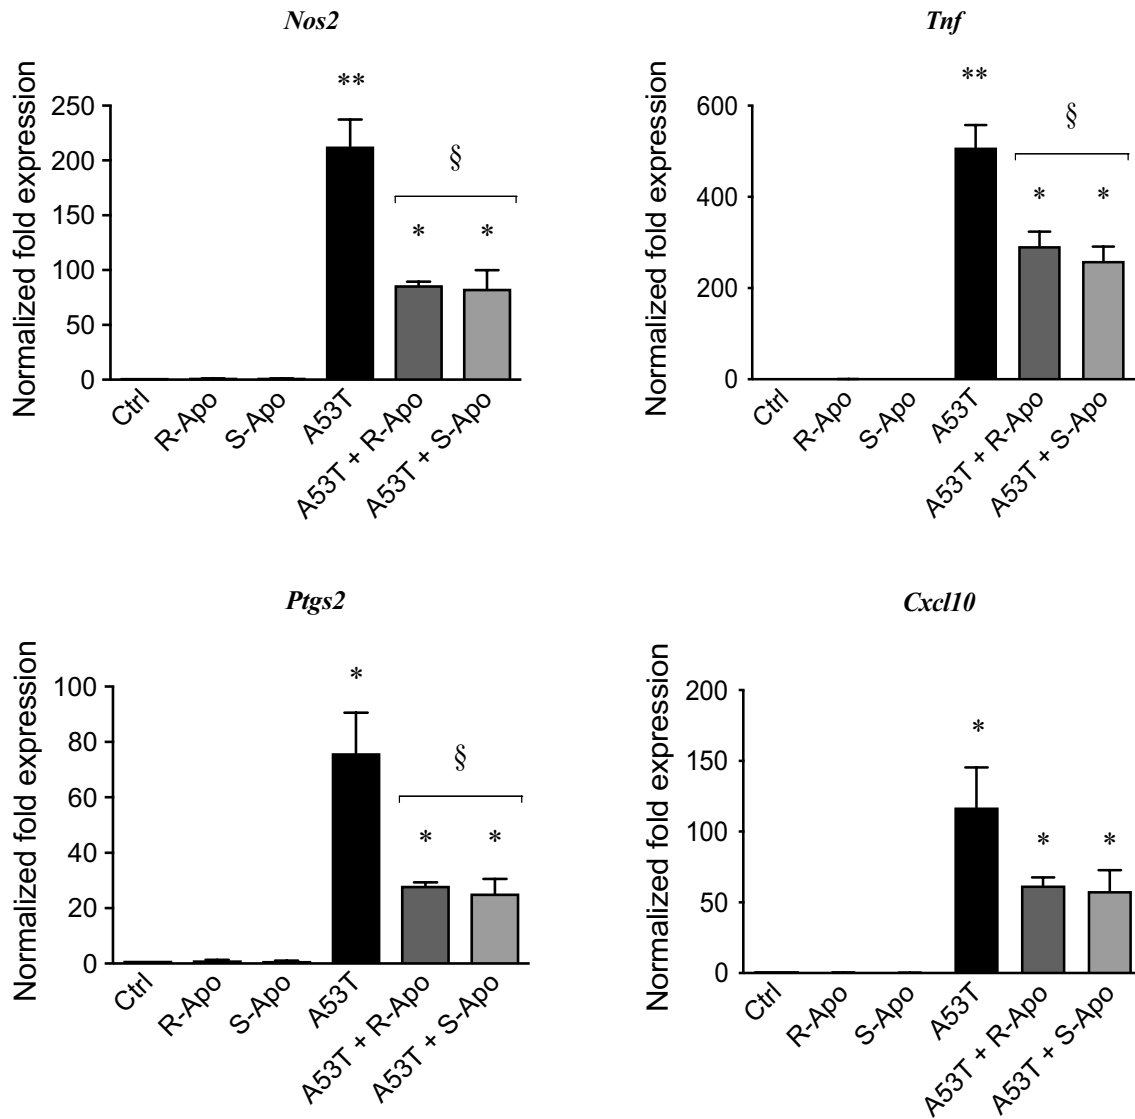 Nos2
Normalized fold expression
250
200
150
100
50
0
**
§
*
*
Ctrl
R-Apo
S-Apo
A53T
A53T + R-Apo
A53T + S-Apo
Tnf
Normalized fold expression
600
400
200
0
**
§
*
*
Ctrl
R-Apo
S-Apo
A53T
A53T + R-Apo
A53T + S-Apo
Ptgs2
Normalized fold expression
100
80
60
40
20
0
*
§
*
*
Ctrl
R-Apo
S-Apo
A53T
A53T + R-Apo
A53T + S-Apo
Cxcl10
Normalized fold expression
200
150
100
50
0
*
*
*
Ctrl
R-Apo
S-Apo
A53T
A53T + R-Apo
A53T + S-Apo